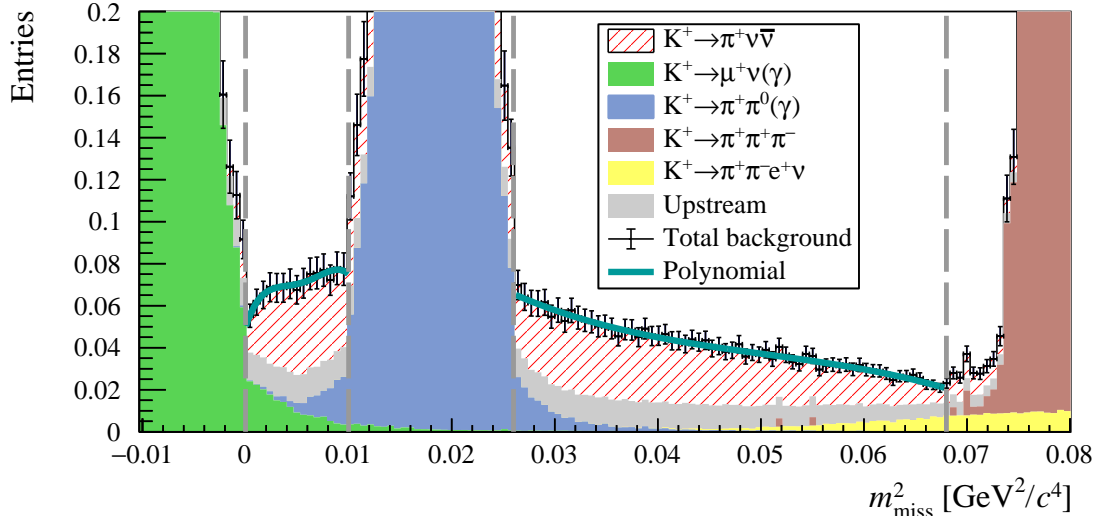 Entries
0.2
0.18
0.16
0.14
0.12
0.1
0.08
0.06
0.04
0.02
0
K⁺→π⁺νν̅
K⁺→μ⁺ν(γ)
K⁺→π⁺π⁰(γ)
K⁺→π⁺π⁺π⁻
K⁺→π⁺π⁻e⁺ν
Upstream
Total background
Polynomial
−0.01 0 0.01 0.02 0.03 0.04 0.05 0.06 0.07 0.08
m²miss [GeV²/c⁴]